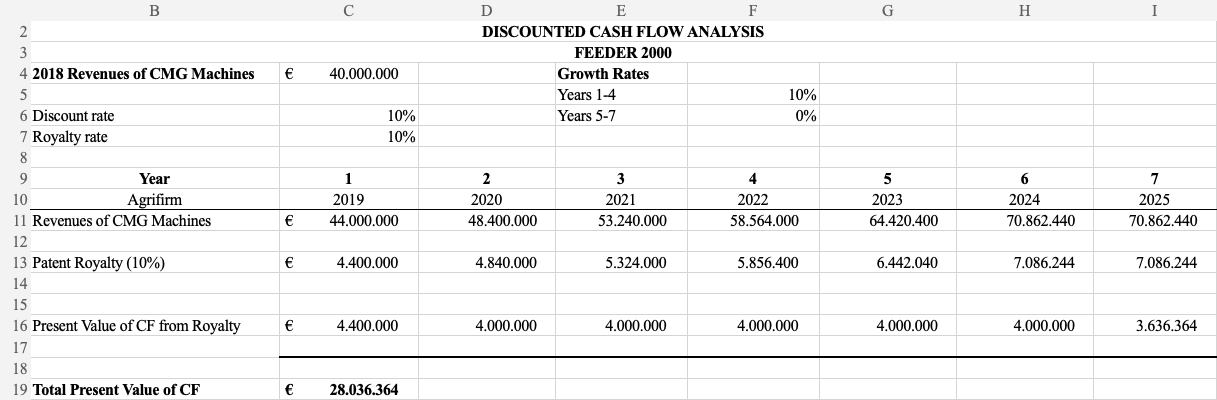 B C D E F G H I
2 DISCOUNTED CASH FLOW ANALYSIS
3 FEEDER 2000
4 2018 Revenues of CMG Machines € 40.000.000 Growth Rates
5 Years 1-4 10%
6 Discount rate 10% Years 5-7 0%
7 Royalty rate 10%
8
9 Year 1 2 3 4 5 6 7
10 Agrifirm 2019 2020 2021 2022 2023 2024 2025
11 Revenues of CMG Machines € 44.000.000 48.400.000 53.240.000 58.564.000 64.420.400 70.862.440 70.862.440
12
13 Patent Royalty (10%) € 4.400.000 4.840.000 5.324.000 5.856.400 6.442.040 7.086.244 7.086.244
14
15
16 Present Value of CF from Royalty € 4.400.000 4.000.000 4.000.000 4.000.000 4.000.000 4.000.000 3.636.364
17
18
19 Total Present Value of CF € 28.036.364